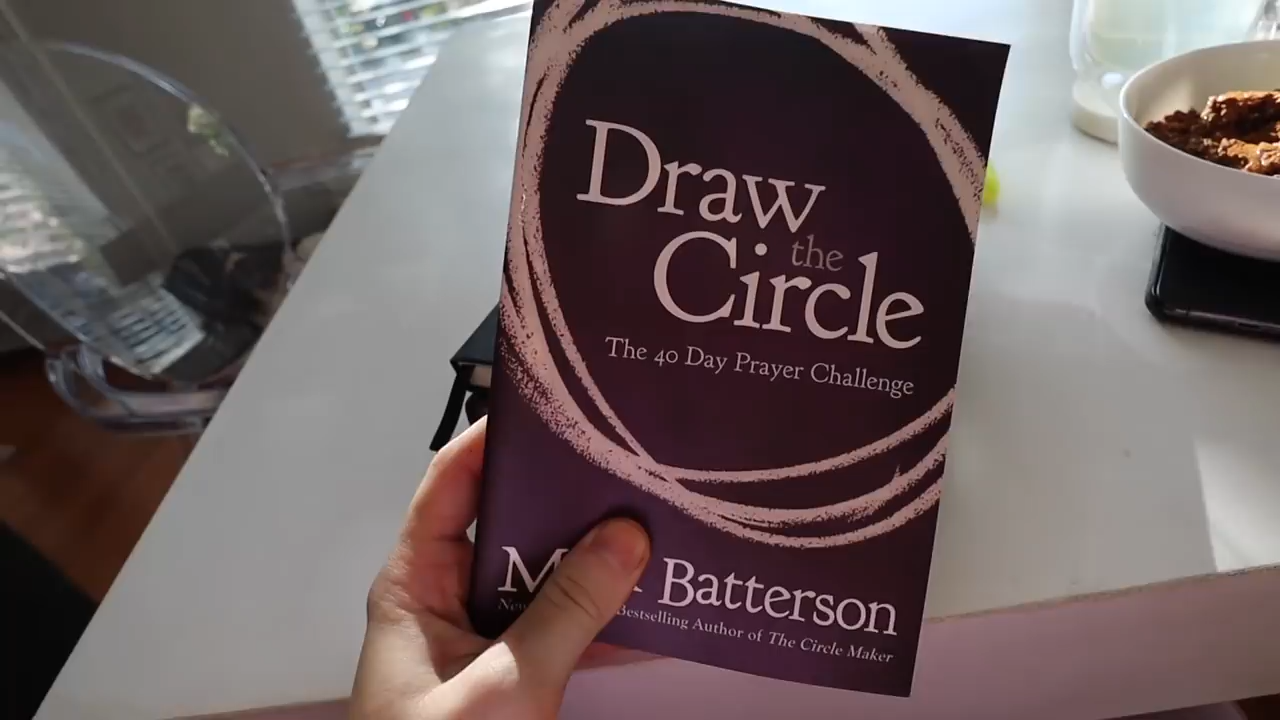 Draw
the
Circle
The 40 Day Prayer Challenge
Batterson
Bestselling Author of The Circle Maker